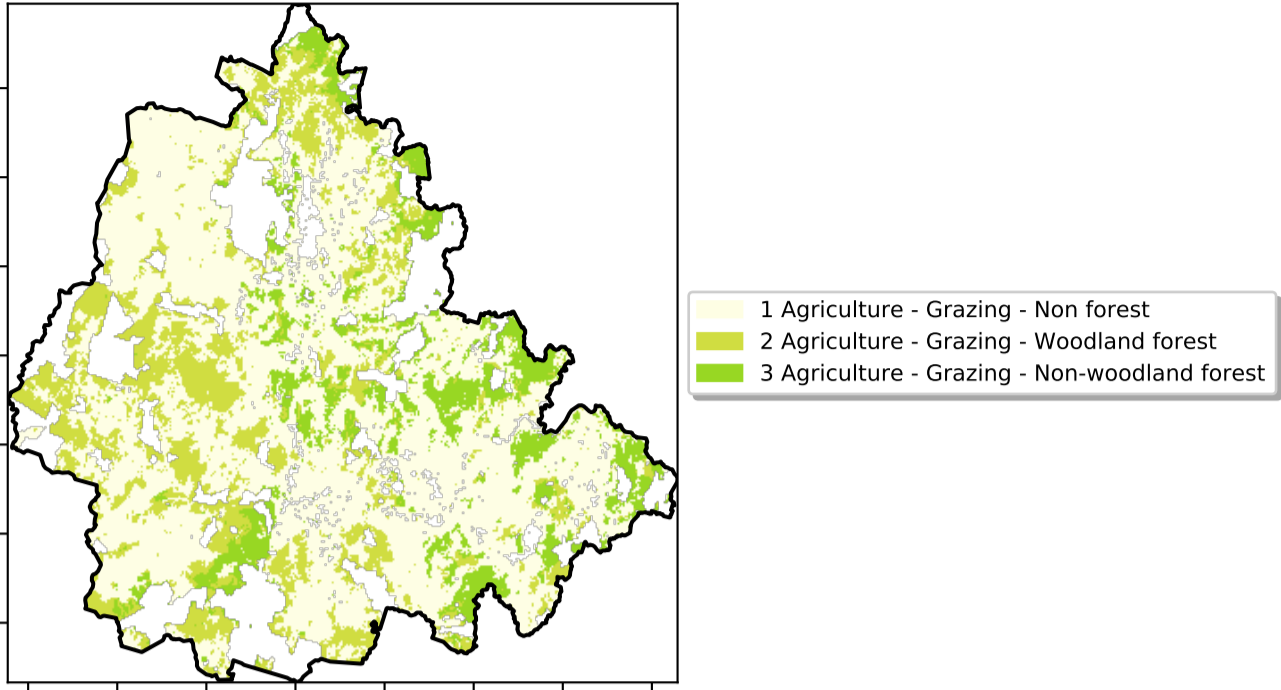 1 Agriculture - Grazing - Non forest
2 Agriculture - Grazing - Woodland forest
3 Agriculture - Grazing - Non-woodland forest